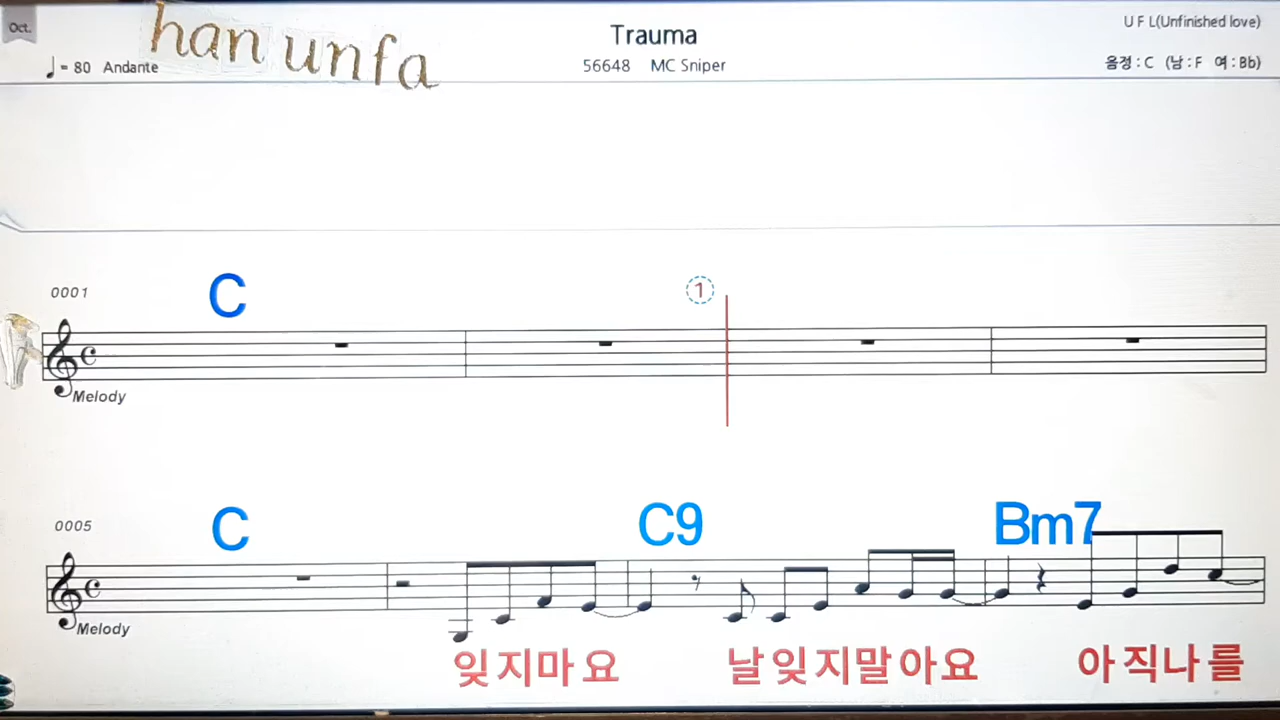 Oct.
han unfa
Trauma
U F L(Unfinished love)
♩= 80 Andante
56648 MC Sniper
음정 : C (남 : F 여 : Bb)
0001
C
1
Melody
0005
C
C9
Bm7
Melody
잊지마요 날잊지말아요 아직나를